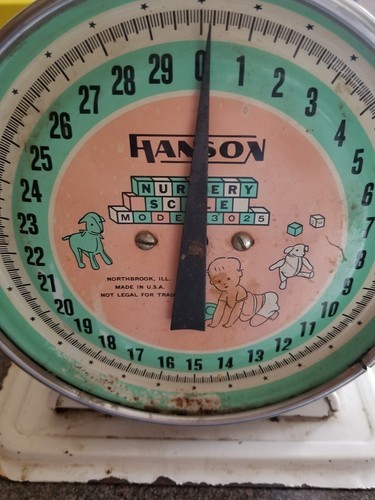 29 0 1
28 2
27 3
26 4
25 5
24 6
23 7
22 8
21 9
20 10
19 11
18 12
17 16 15 14 13
HANSON
NURSERY
SCALE
MODEL 3025
NORTHBROOK, ILL.
MADE IN U.S.A.
NOT LEGAL FOR